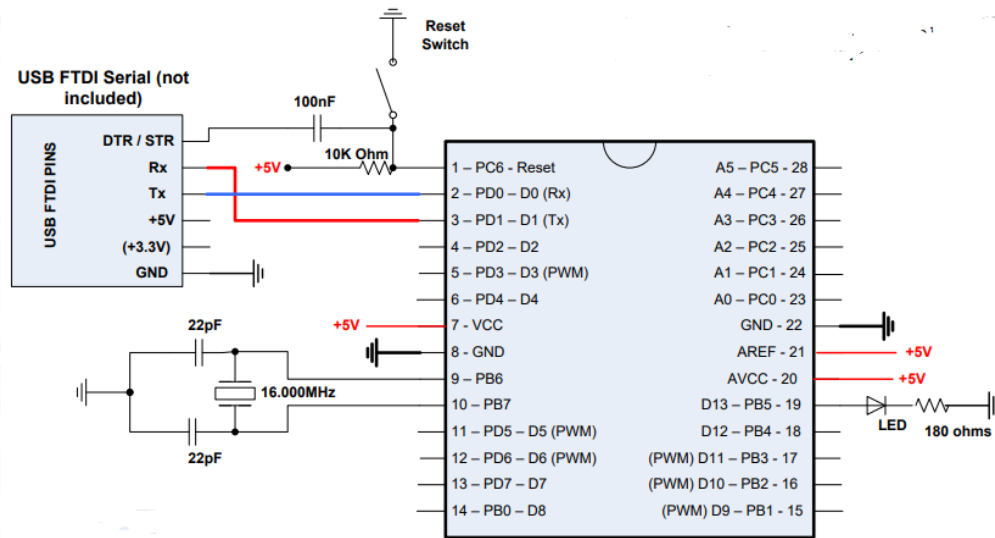 Reset
Switch
USB FTDI Serial (not
included)
100nF
USB FTDI PINS
DTR / STR
Rx
Tx
+5V
(+3.3V)
GND
+5V
10K Ohm
1 – PC6 - Reset
2 – PD0 – D0 (Rx)
3 – PD1 – D1 (Tx)
4 – PD2 – D2
5 – PD3 – D3 (PWM)
6 – PD4 – D4
7 - VCC
8 - GND
9 – PB6
10 – PB7
11 – PD5 – D5 (PWM)
12 – PD6 – D6 (PWM)
13 – PD7 – D7
14 – PB0 – D8
A5 – PC5 - 28
A4 – PC4 - 27
A3 – PC3 - 26
A2 – PC2 - 25
A1 – PC1 - 24
A0 – PC0 - 23
GND - 22
AREF - 21
AVCC - 20
D13 – PB5 - 19
D12 – PB4 - 18
(PWM) D11 – PB3 - 17
(PWM) D10 – PB2 - 16
(PWM) D9 – PB1 - 15
+5V
22pF
16.000MHz
22pF
+5V
+5V
LED
180 ohms